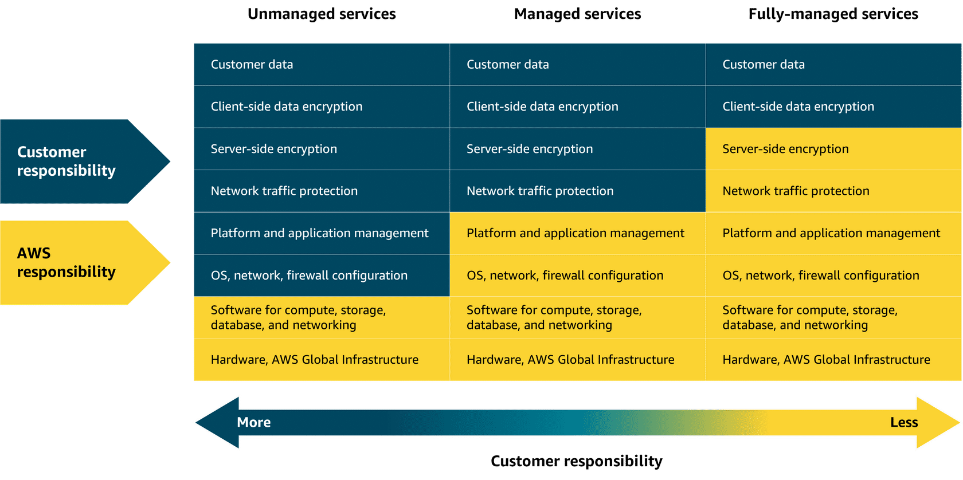 Unmanaged services
Managed services
Fully-managed services
Customer data
Customer data
Customer data
Client-side data encryption
Client-side data encryption
Client-side data encryption
Customer
responsibility
Server-side encryption
Server-side encryption
Server-side encryption
Network traffic protection
Network traffic protection
Network traffic protection
AWS
responsibility
Platform and application management
Platform and application management
Platform and application management
OS, network, firewall configuration
OS, network, firewall configuration
OS, network, firewall configuration
Software for compute, storage,
database, and networking
Software for compute, storage,
database, and networking
Software for compute, storage,
database, and networking
Hardware, AWS Global Infrastructure
Hardware, AWS Global Infrastructure
Hardware, AWS Global Infrastructure
More
Less
Customer responsibility